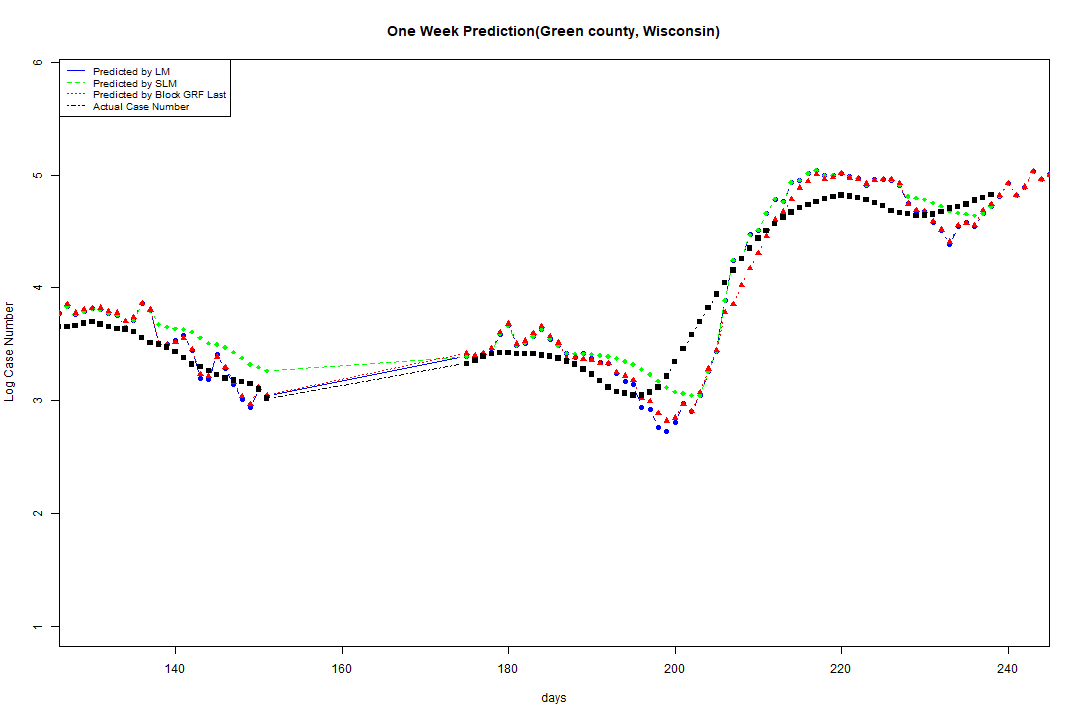 One Week Prediction(Green county, Wisconsin)
Predicted by LM
Predicted by SLM
Predicted by Block GRF Last
Actual Case Number
6
5
4
3
2
1
Log Case Number
140 160 180 200 220 240
days